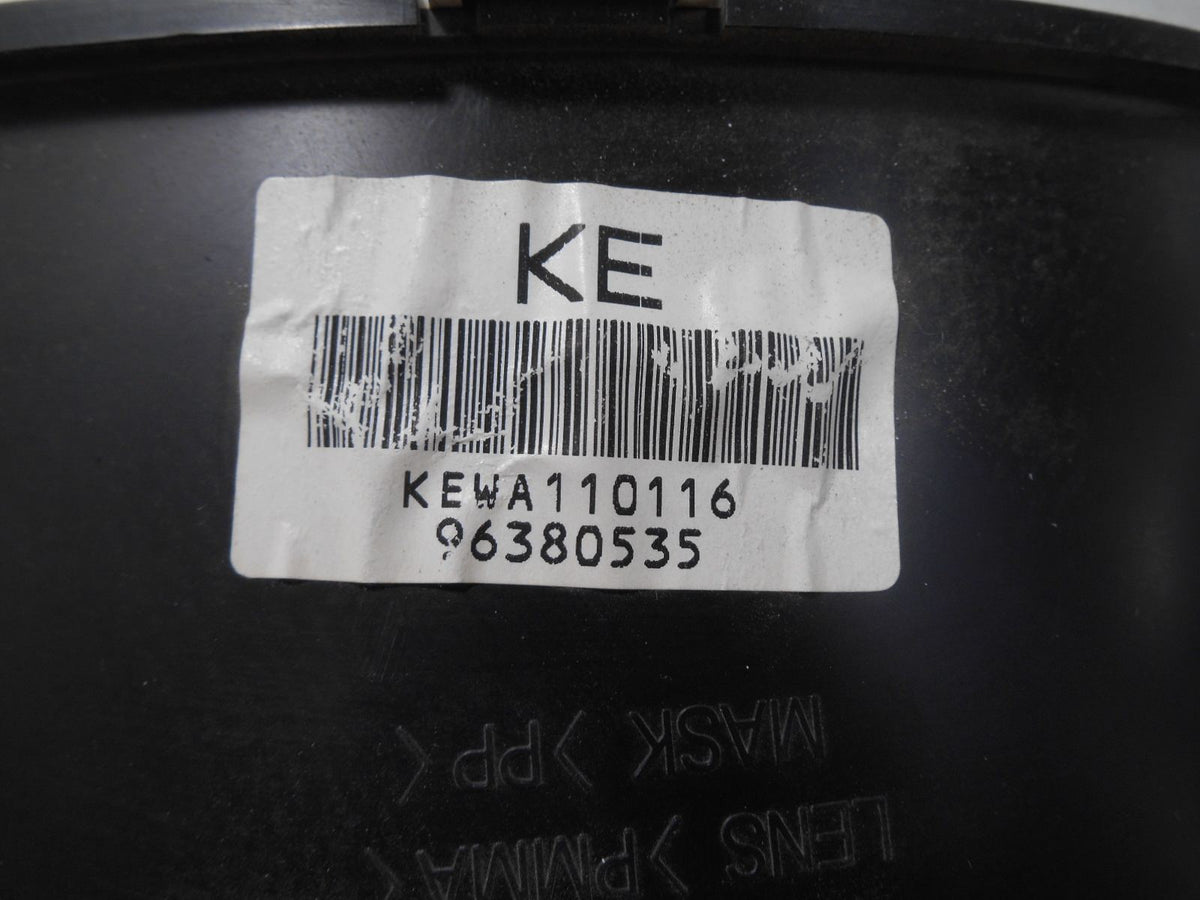 KE
KEWA110116
96380535
MASK >PP<
LENS >PMMA<